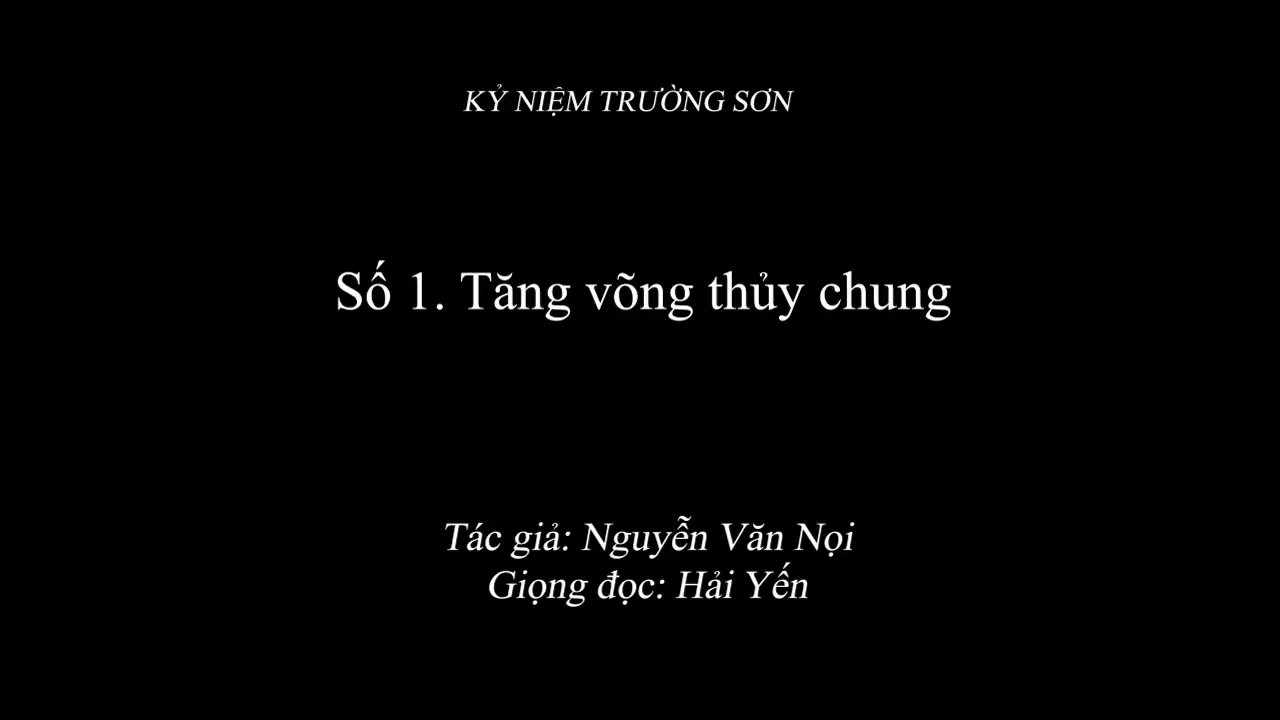 KỶ NIỆM TRƯỜNG SƠN
Số 1. Tăng võng thủy chung
Tác giả: Nguyễn Văn Nọi
Giọng đọc: Hải Yến